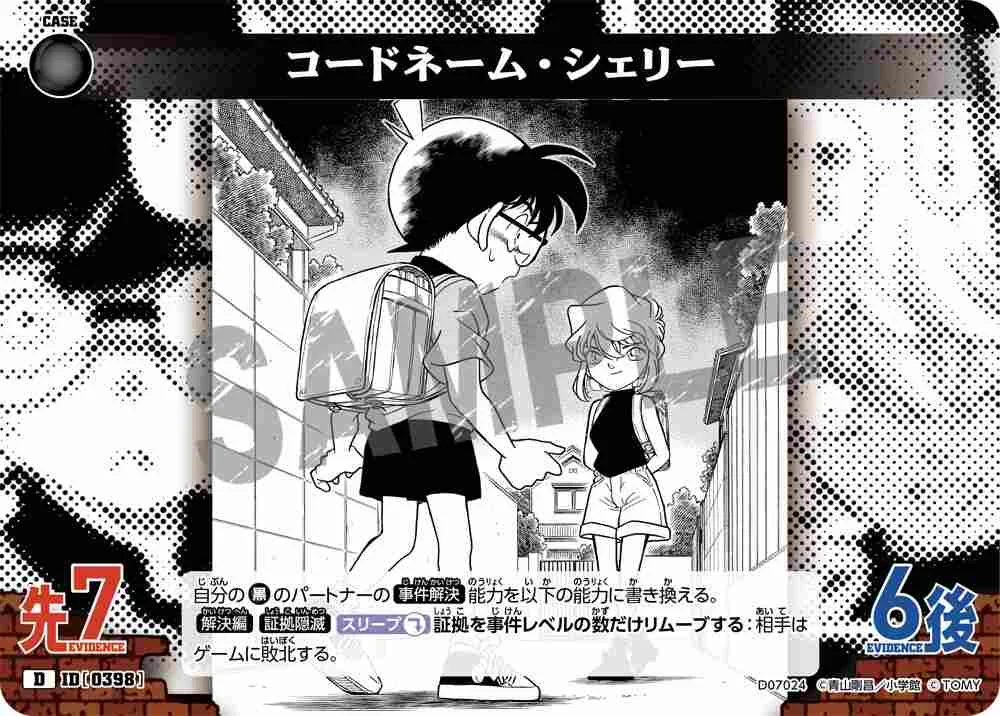 CASE
コードネーム・シェリー
SAMPLE
先7
EVIDENCE
6後
EVIDENCE
自分の黒のパートナーの 事件解決 能力を以下の能力に書き換える。
解決編 証拠隠滅 スリープ 証拠を事件レベルの数だけリムーブする:相手は
ゲームに敗北する。
D ID[0398]
D07024 ©青山剛昌/小学館 © TOMY